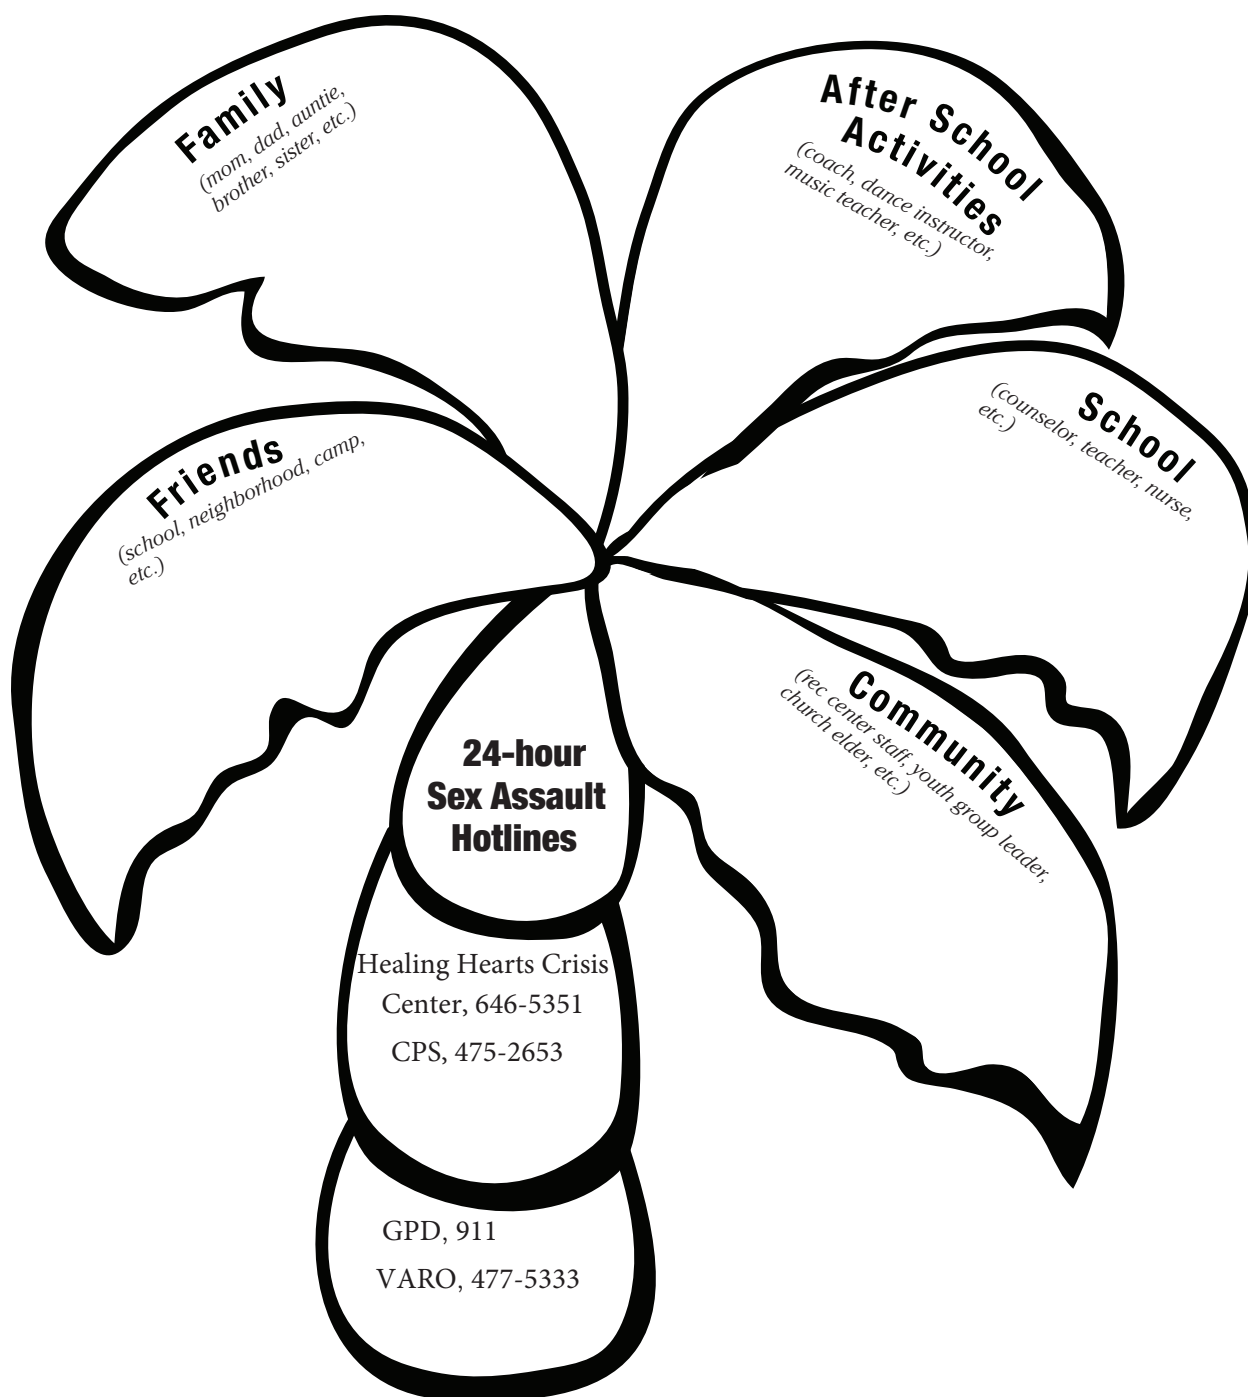 Family
(mom, dad, auntie,
brother, sister, etc.)
After School
Activities
(coach, dance instructor,
music teacher, etc.)
School
(counselor, teacher, nurse,
etc.)
Friends
(school, neighborhood, camp,
etc.)
Community
(rec center staff, youth group leader,
church elder, etc.)
24-hour
Sex Assault
Hotlines
Healing Hearts Crisis
Center, 646-5351
CPS, 475-2653
GPD, 911
VARO, 477-5333